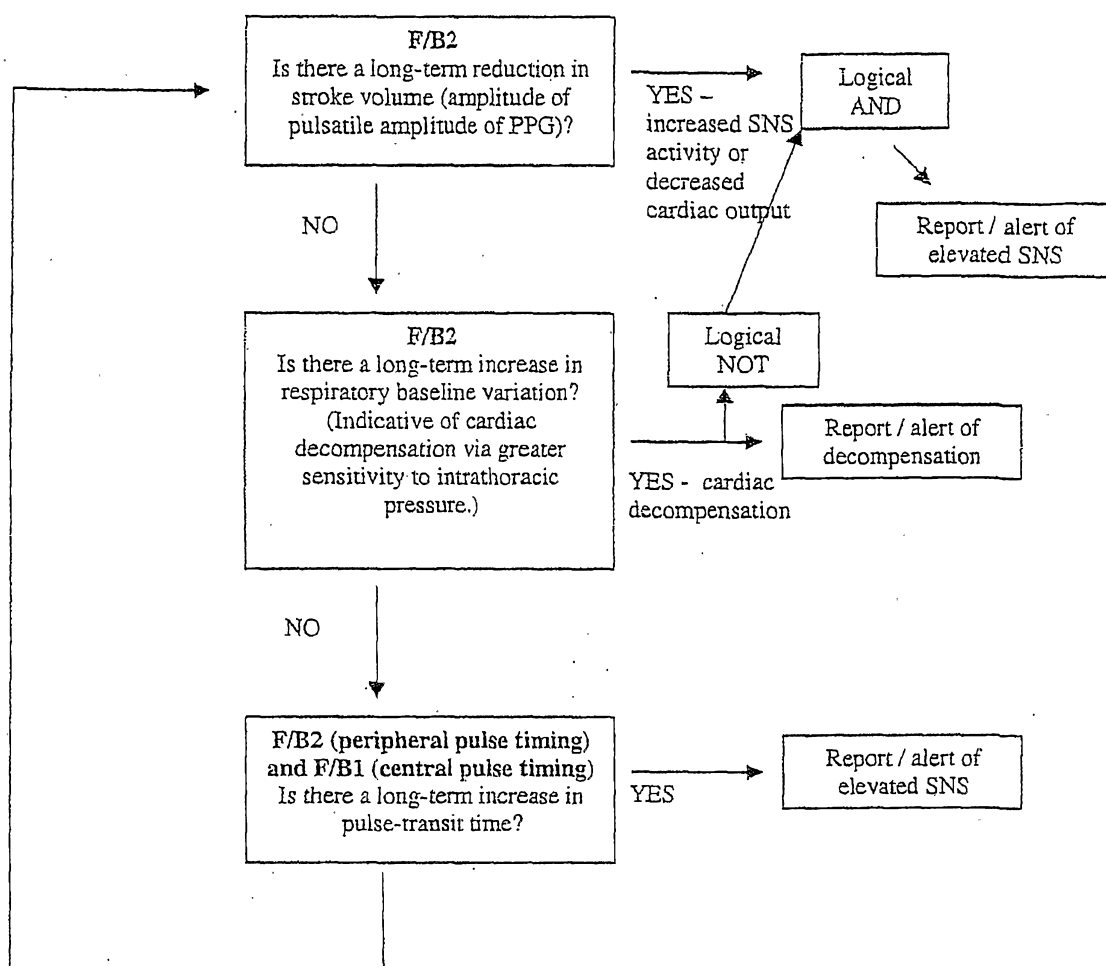 F/B2
Is there a long-term reduction in
stroke volume (amplitude of
pulsatile amplitude of PPG)?
YES –
increased SNS
activity or
decreased
cardiac output
Logical
AND
Report / alert of
elevated SNS
NO
F/B2
Is there a long-term increase in
respiratory baseline variation?
(Indicative of cardiac
decompensation via greater
sensitivity to intrathoracic
pressure.)
Logical
NOT
YES - cardiac
decompensation
Report / alert of
decompensation
NO
F/B2 (peripheral pulse timing)
and F/B1 (central pulse timing)
Is there a long-term increase in
pulse-transit time?
YES
Report / alert of
elevated SNS